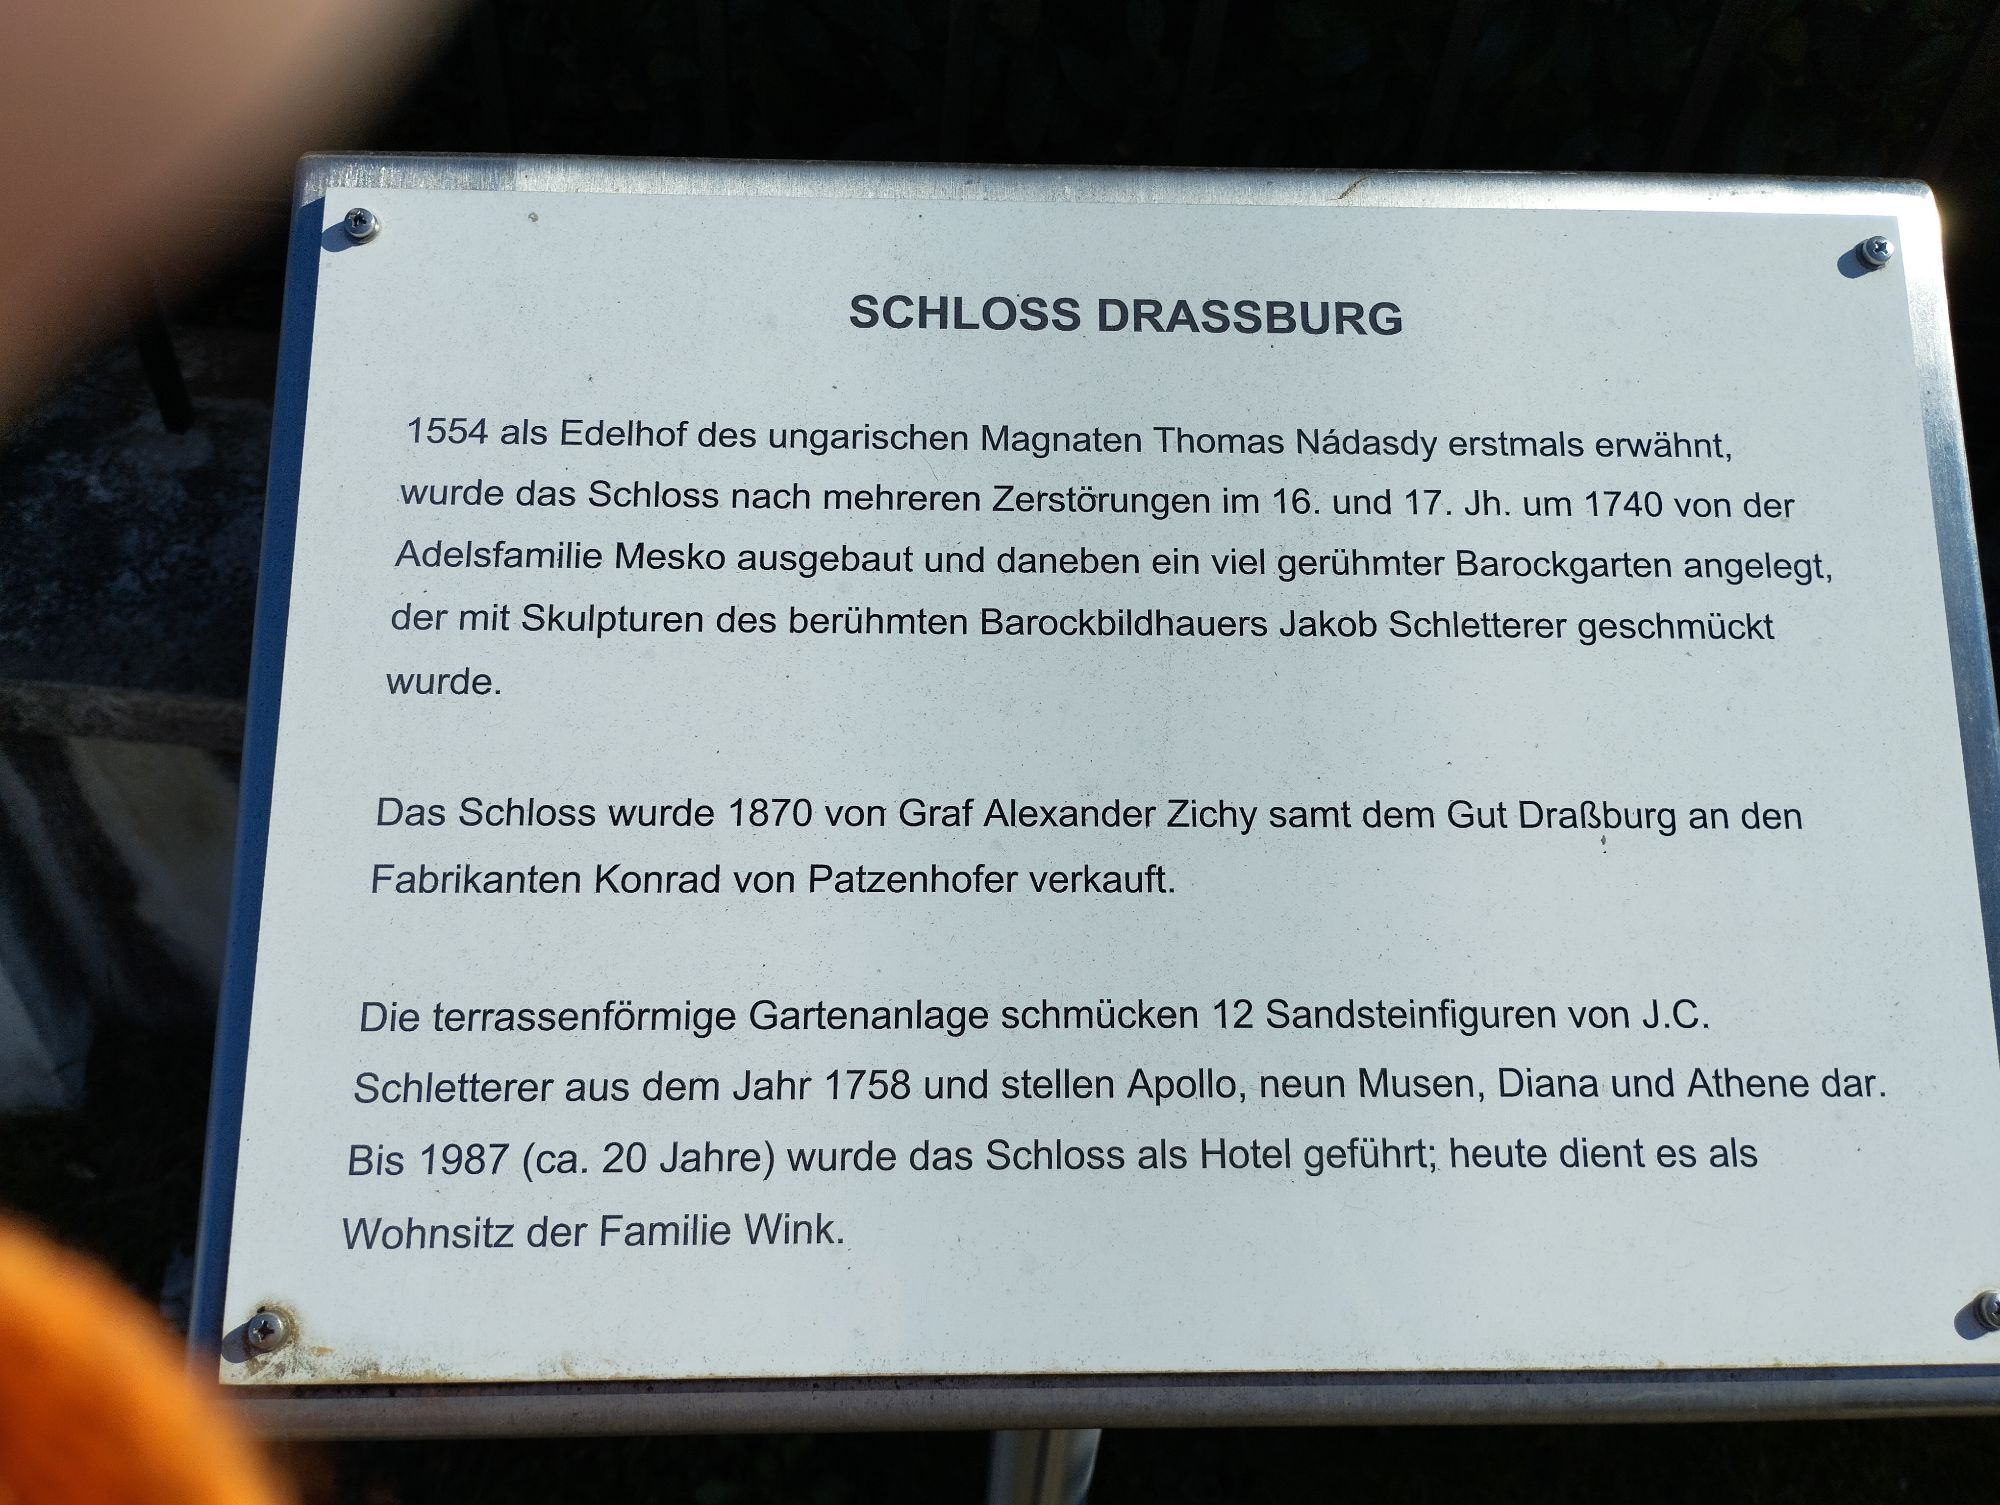 SCHLOSS DRASSBURG
1554 als Edelhof des ungarischen Magnaten Thomas Nádasdy erstmals erwähnt,
wurde das Schloss nach mehreren Zerstörungen im 16. und 17. Jh. um 1740 von der
Adelsfamilie Mesko ausgebaut und daneben ein viel gerühmter Barockgarten angelegt,
der mit Skulpturen des berühmten Barockbildhauers Jakob Schletterer geschmückt
wurde.
Das Schloss wurde 1870 von Graf Alexander Zichy samt dem Gut Draßburg an den
Fabrikanten Konrad von Patzenhofer verkauft.
Die terrassenförmige Gartenanlage schmücken 12 Sandsteinfiguren von J.C.
Schletterer aus dem Jahr 1758 und stellen Apollo, neun Musen, Diana und Athene dar.
Bis 1987 (ca. 20 Jahre) wurde das Schloss als Hotel geführt; heute dient es als
Wohnsitz der Familie Wink.